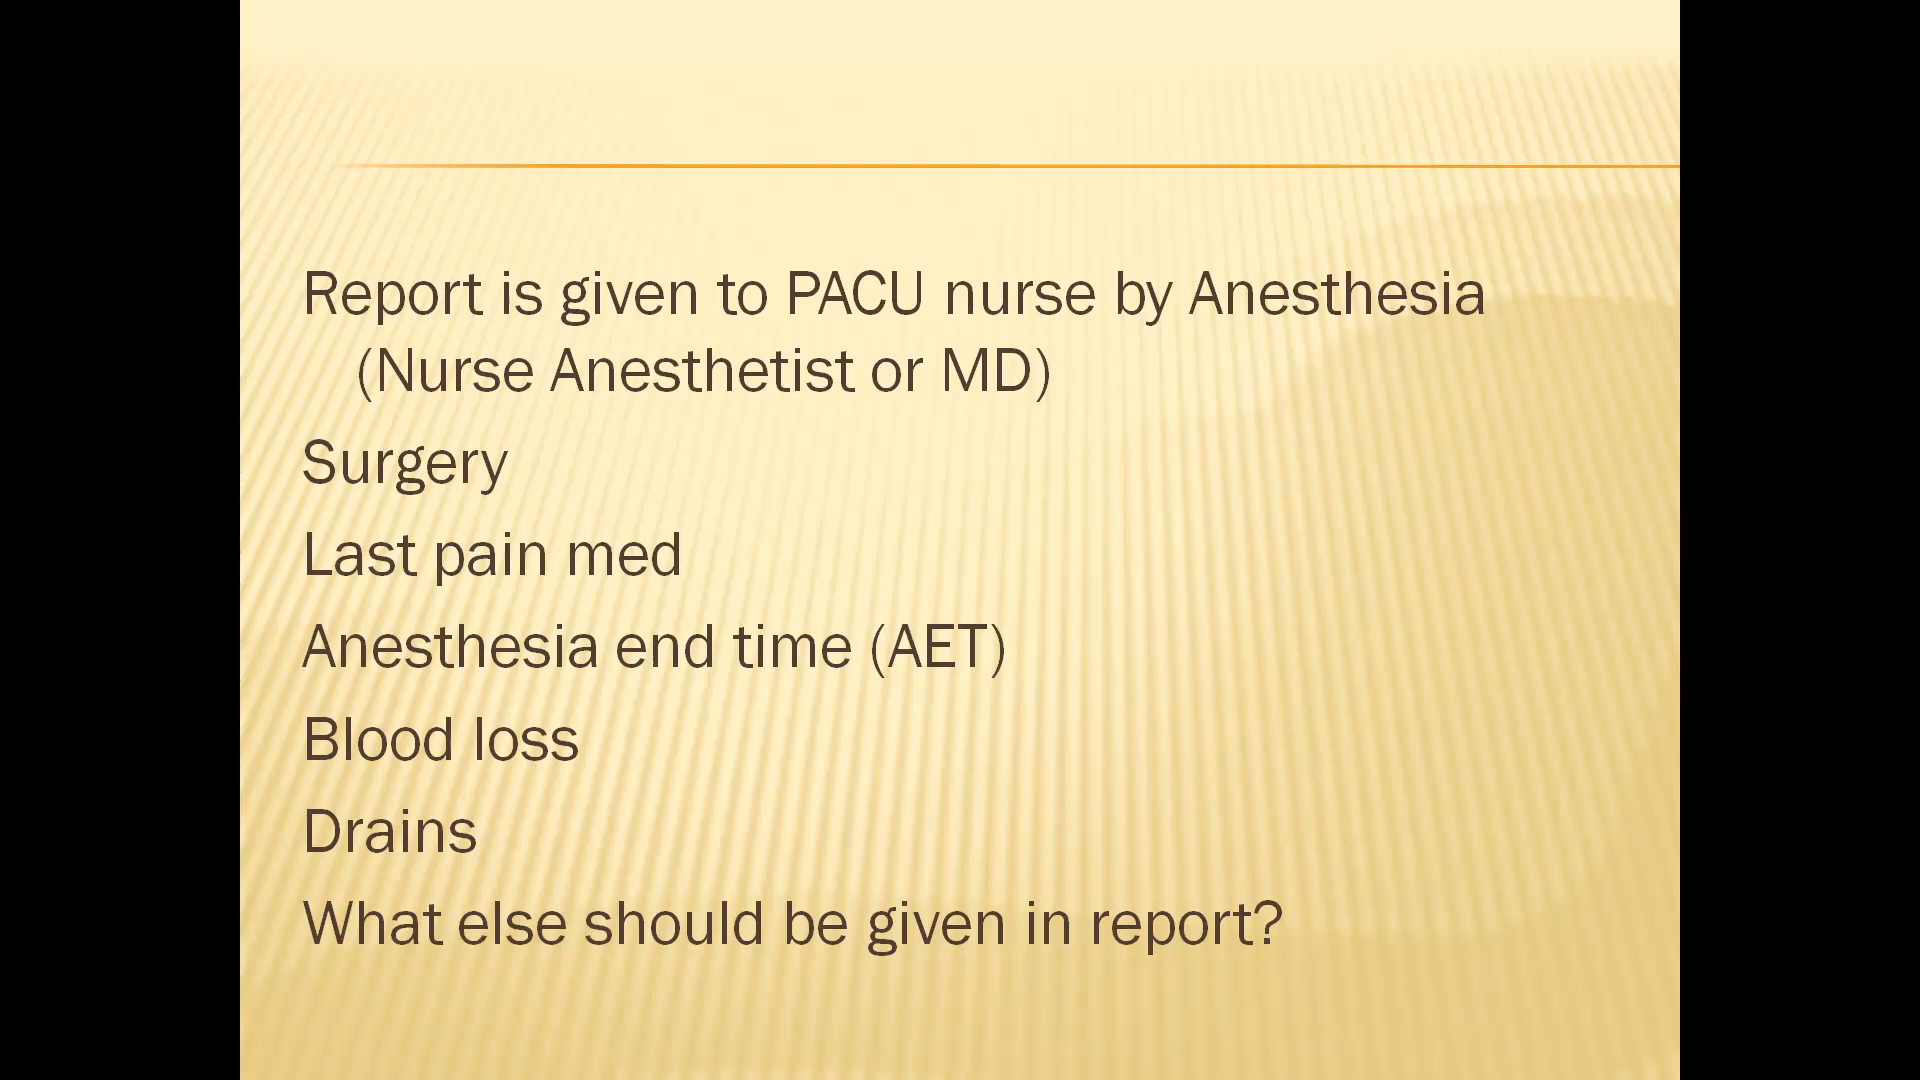 Report is given to PACU nurse by Anesthesia
(Nurse Anesthetist or MD)
Surgery
Last pain med
Anesthesia end time (AET)
Blood loss
Drains
What else should be given in report?